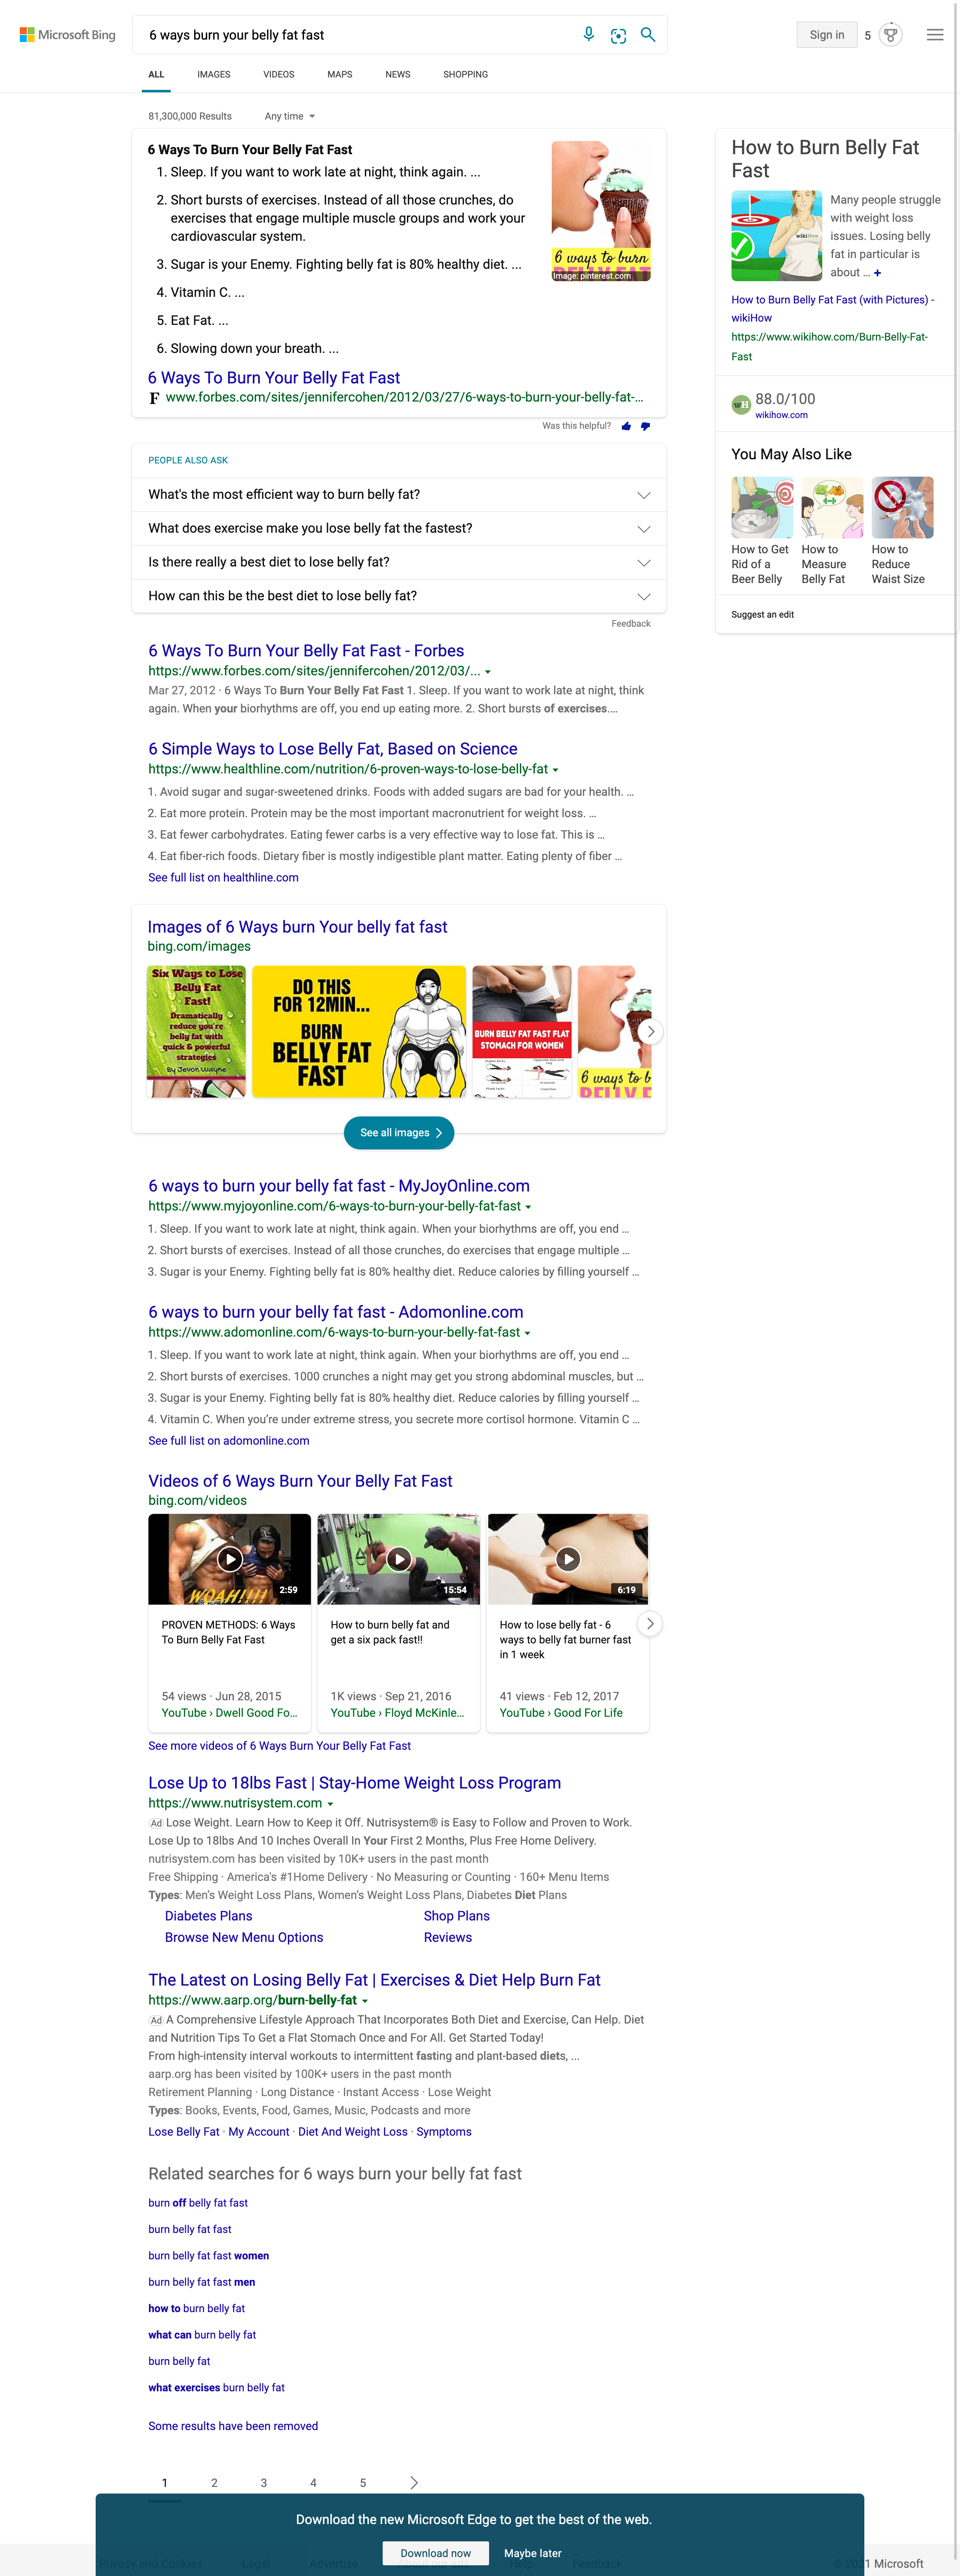 Microsoft Bing
6 ways burn your belly fat fast
Sign in
5
ALL
IMAGES
VIDEOS
MAPS
NEWS
SHOPPING
81,300,000 Results
Any time
6 Ways To Burn Your Belly Fat Fast
1. Sleep. If you want to work late at night, think again. ...
2. Short bursts of exercises. Instead of all those crunches, do
exercises that engage multiple muscle groups and work your
cardiovascular system.
3. Sugar is your Enemy. Fighting belly fat is 80% healthy diet. ...
4. Vitamin C. ...
5. Eat Fat. ...
6. Slowing down your breath. ...
6 ways to burn
Image: pinterest.com
6 Ways To Burn Your Belly Fat Fast
F www.forbes.com/sites/jennifercohen/2012/03/27/6-ways-to-burn-your-belly-fat-...
Was this helpful?
PEOPLE ALSO ASK
What's the most efficient way to burn belly fat?
What does exercise make you lose belly fat the fastest?
Is there really a best diet to lose belly fat?
How can this be the best diet to lose belly fat?
Feedback
6 Ways To Burn Your Belly Fat Fast - Forbes
https://www.forbes.com/sites/jennifercohen/2012/03/...
Mar 27, 2012 · 6 Ways To Burn Your Belly Fat Fast 1. Sleep. If you want to work late at night, think
again. When your biorhythms are off, you end up eating more. 2. Short bursts of exercises....
6 Simple Ways to Lose Belly Fat, Based on Science
https://www.healthline.com/nutrition/6-proven-ways-to-lose-belly-fat
1. Avoid sugar and sugar-sweetened drinks. Foods with added sugars are bad for your health. ...
2. Eat more protein. Protein may be the most important macronutrient for weight loss. ...
3. Eat fewer carbohydrates. Eating fewer carbs is a very effective way to lose fat. This is ...
4. Eat fiber-rich foods. Dietary fiber is mostly indigestible plant matter. Eating plenty of fiber ...
See full list on healthline.com
Images of 6 Ways burn Your belly fat fast
bing.com/images
Six Ways to Lose
Belly Fat
Fast!
Dramatically
reduce you're
belly fat with
quick & powerful
strategies
By Jevon Wayne
DO THIS
FOR 12MIN...
BURN
BELLY FAT
FAST
BURN BELLY FAT FAST FLAT
STOMACH FOR WOMEN
6 ways to b
See all images
6 ways to burn your belly fat fast - MyJoyOnline.com
https://www.myjoyonline.com/6-ways-to-burn-your-belly-fat-fast
1. Sleep. If you want to work late at night, think again. When your biorhythms are off, you end ...
2. Short bursts of exercises. Instead of all those crunches, do exercises that engage multiple ...
3. Sugar is your Enemy. Fighting belly fat is 80% healthy diet. Reduce calories by filling yourself ...
6 ways to burn your belly fat fast - Adomonline.com
https://www.adomonline.com/6-ways-to-burn-your-belly-fat-fast
1. Sleep. If you want to work late at night, think again. When your biorhythms are off, you end ...
2. Short bursts of exercises. 1000 crunches a night may get you strong abdominal muscles, but ...
3. Sugar is your Enemy. Fighting belly fat is 80% healthy diet. Reduce calories by filling yourself ...
4. Vitamin C. When you're under extreme stress, you secrete more cortisol hormone. Vitamin C ...
See full list on adomonline.com
Videos of 6 Ways Burn Your Belly Fat Fast
bing.com/videos
WOAH!!!!
2:59
15:54
6:19
PROVEN METHODS: 6 Ways
To Burn Belly Fat Fast
54 views · Jun 28, 2015
YouTube › Dwell Good Fo...
How to burn belly fat and
get a six pack fast!!
1K views · Sep 21, 2016
YouTube › Floyd McKinle...
How to lose belly fat - 6
ways to belly fat burner fast
in 1 week
41 views · Feb 12, 2017
YouTube › Good For Life
See more videos of 6 Ways Burn Your Belly Fat Fast
Lose Up to 18lbs Fast | Stay-Home Weight Loss Program
https://www.nutrisystem.com
Ad Lose Weight. Learn How to Keep it Off. Nutrisystem® is Easy to Follow and Proven to Work.
Lose Up to 18lbs And 10 Inches Overall In Your First 2 Months, Plus Free Home Delivery.
nutrisystem.com has been visited by 10K+ users in the past month
Free Shipping · America's #1Home Delivery · No Measuring or Counting · 160+ Menu Items
Types: Men's Weight Loss Plans, Women's Weight Loss Plans, Diabetes Diet Plans
Diabetes Plans
Shop Plans
Browse New Menu Options
Reviews
The Latest on Losing Belly Fat | Exercises & Diet Help Burn Fat
https://www.aarp.org/burn-belly-fat
Ad A Comprehensive Lifestyle Approach That Incorporates Both Diet and Exercise, Can Help. Diet
and Nutrition Tips To Get a Flat Stomach Once and For All. Get Started Today!
From high-intensity interval workouts to intermittent fasting and plant-based diets, ...
aarp.org has been visited by 100K+ users in the past month
Retirement Planning · Long Distance · Instant Access · Lose Weight
Types: Books, Events, Food, Games, Music, Podcasts and more
Lose Belly Fat · My Account · Diet And Weight Loss · Symptoms
Related searches for 6 ways burn your belly fat fast
burn off belly fat fast
burn belly fat fast
burn belly fat fast women
burn belly fat fast men
how to burn belly fat
what can burn belly fat
burn belly fat
what exercises burn belly fat
Some results have been removed
1
2
3
4
5
How to Burn Belly Fat
Fast
wikiHow
Many people struggle
with weight loss
issues. Losing belly
fat in particular is
about ... +
How to Burn Belly Fat Fast (with Pictures) -
wikiHow
https://www.wikihow.com/Burn-Belly-Fat-
Fast
wH 88.0/100
wikihow.com
You May Also Like
How to Get
Rid of a
Beer Belly
How to
Measure
Belly Fat
How to
Reduce
Waist Size
Suggest an edit
Download the new Microsoft Edge to get the best of the web.
Download now
Maybe later
Privacy and Cookies
Legal
Advertise
Help
Feedback
© 2021 Microsoft